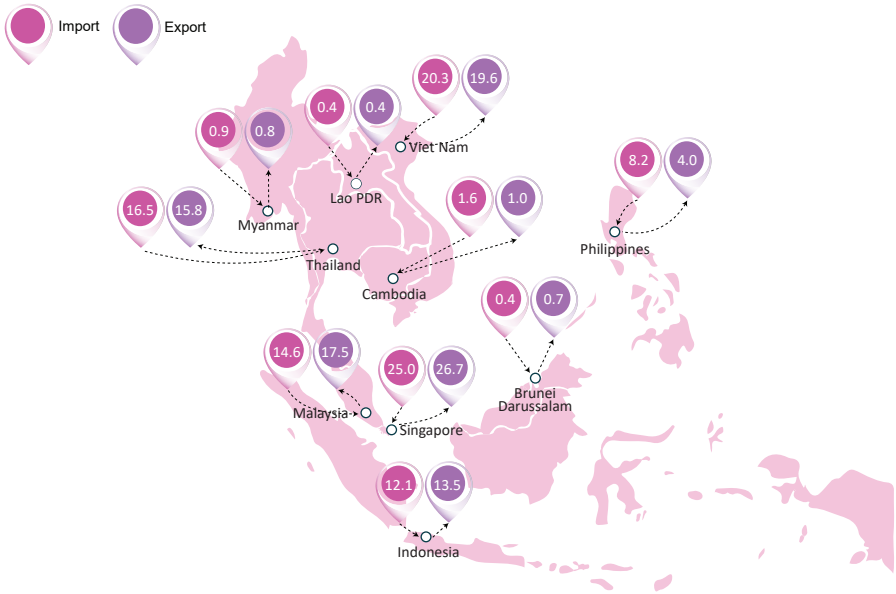 Import
Export
20.3
19.6
0.4
0.4
0.9
0.8
Viet Nam
8.2
4.0
Lao PDR
1.6
1.0
16.5
15.8
Myanmar
Philippines
Thailand
Cambodia
0.4
0.7
14.6
17.5
25.0
26.7
Brunei
Darussalam
Malaysia
Singapore
12.1
13.5
Indonesia